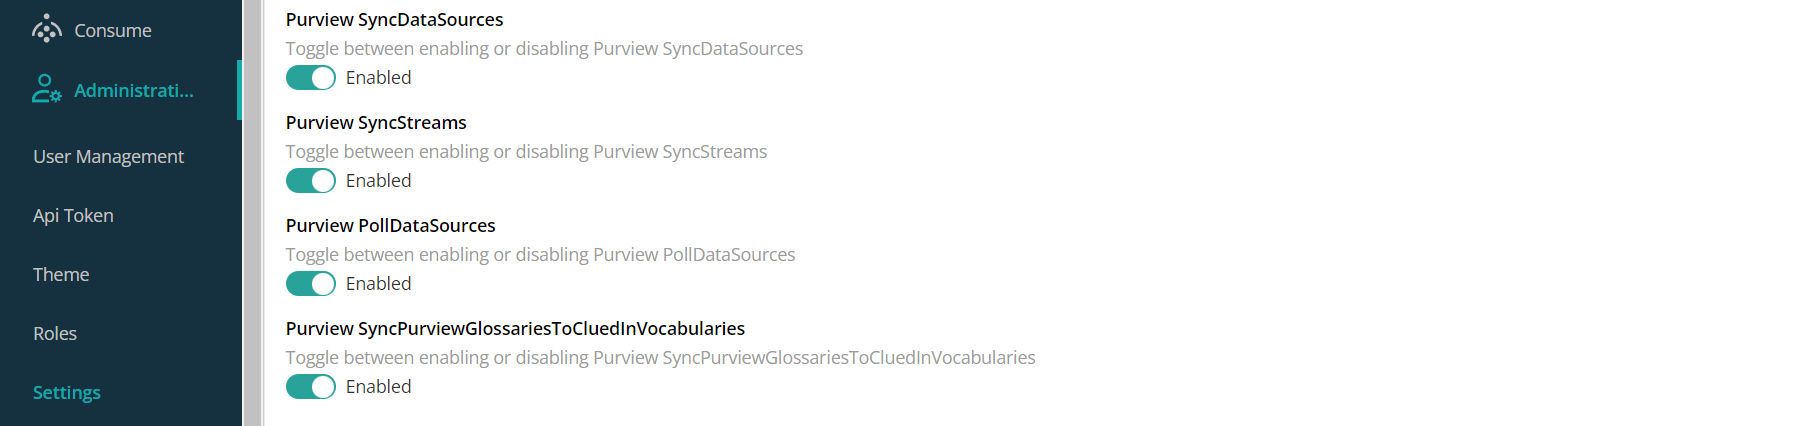 Consume
Administrati...
User Management
Api Token
Theme
Roles
Settings
Purview SyncDataSources
Toggle between enabling or disabling Purview SyncDataSources
Enabled
Purview SyncStreams
Toggle between enabling or disabling Purview SyncStreams
Enabled
Purview PollDataSources
Toggle between enabling or disabling Purview PollDataSources
Enabled
Purview SyncPurviewGlossariesToCluedInVocabularies
Toggle between enabling or disabling Purview SyncPurviewGlossariesToCluedInVocabularies
Enabled